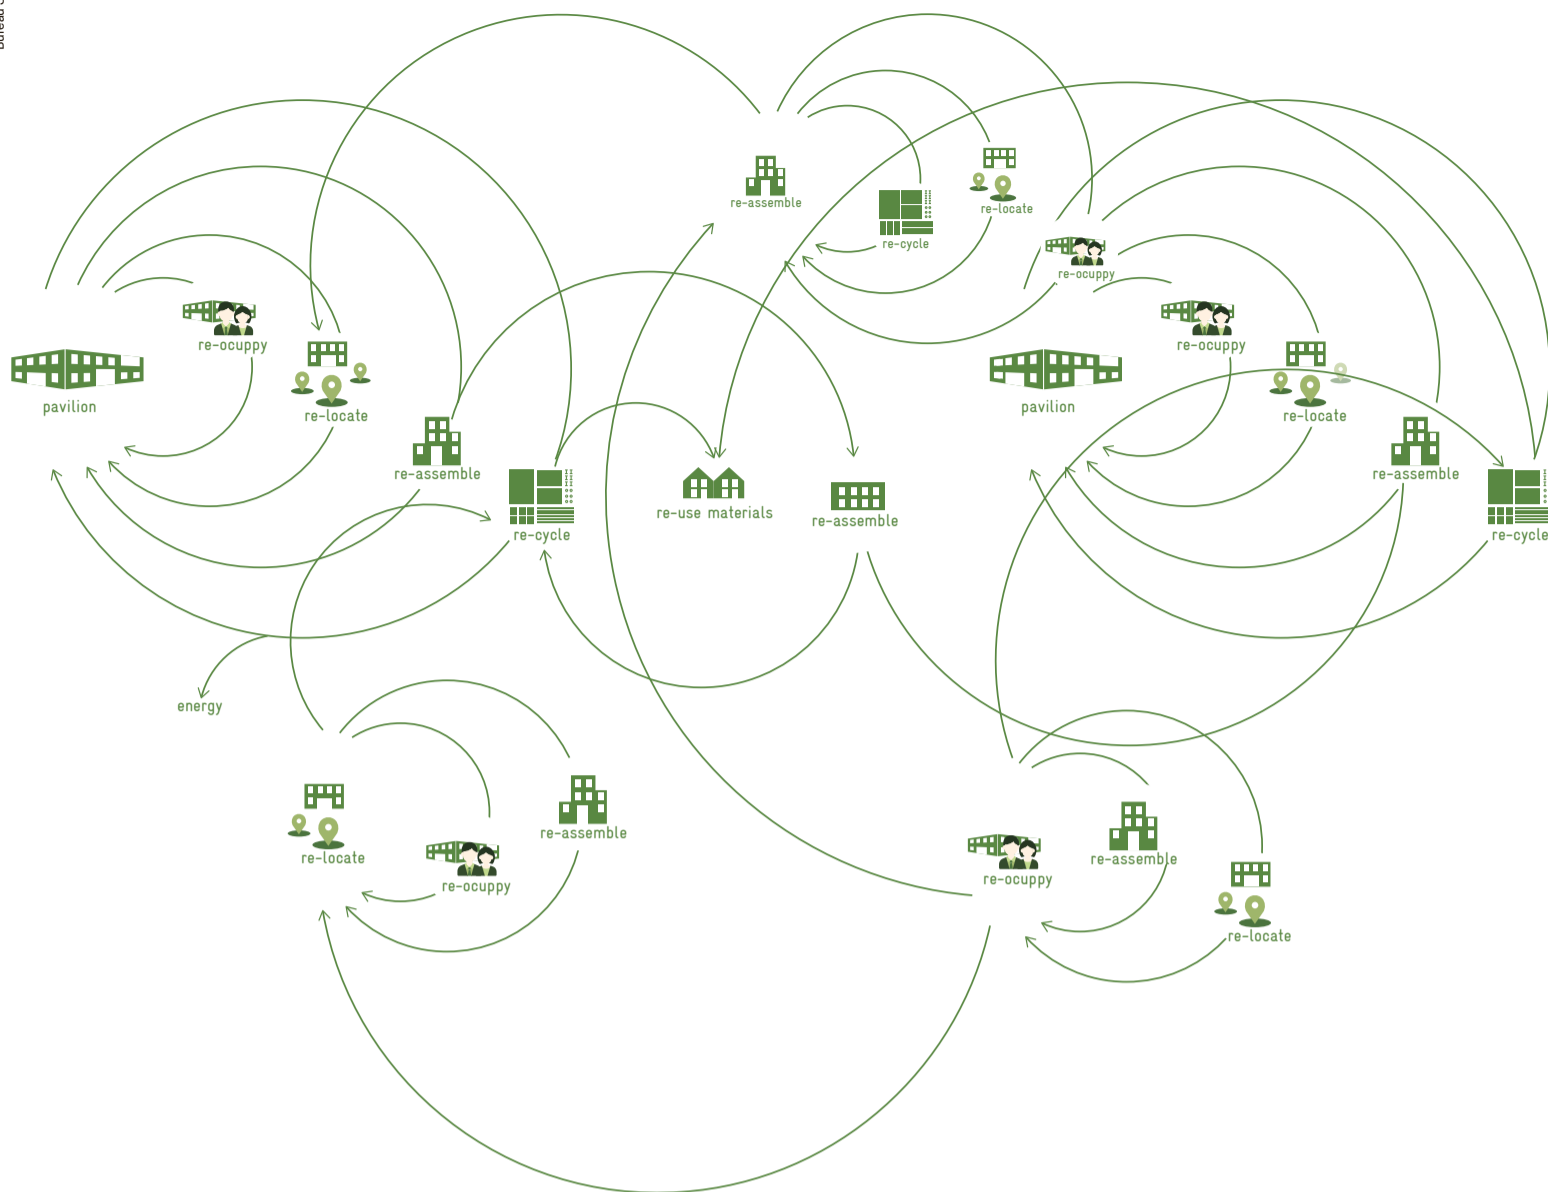 Bureau
re-assemble
re-locate
re-cycle
re-ocuppy
re-ocuppy
re-ocuppy
pavilion
pavilion
re-locate
re-locate
re-assemble
re-assemble
re-use materials
re-assemble
re-cycle
re-cycle
energy
re-assemble
re-locate
re-ocuppy
re-assemble
re-ocuppy
re-locate